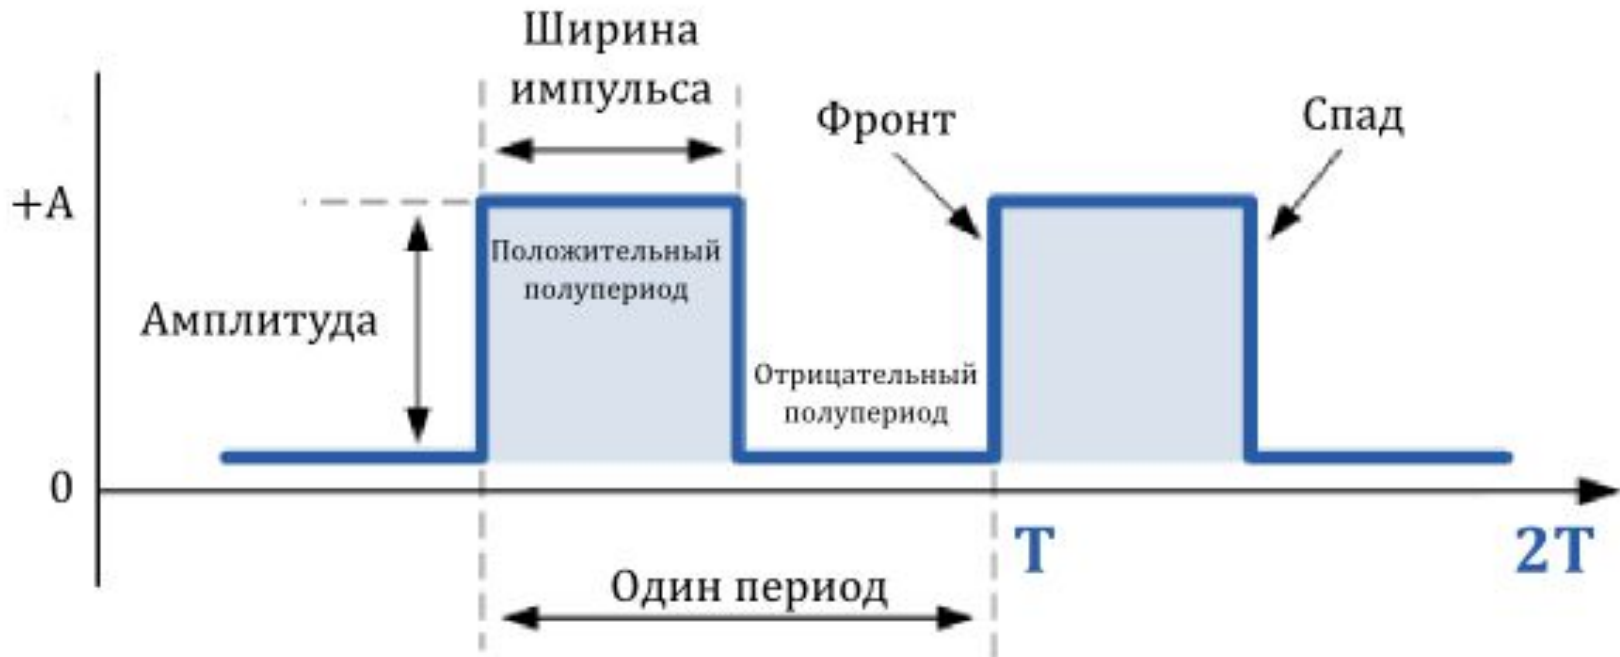 Ширина
импульса
Фронт
Спад
+А
Положительный
полупериод
Амплитуда
Отрицательный
полупериод
0
T
2T
Один период